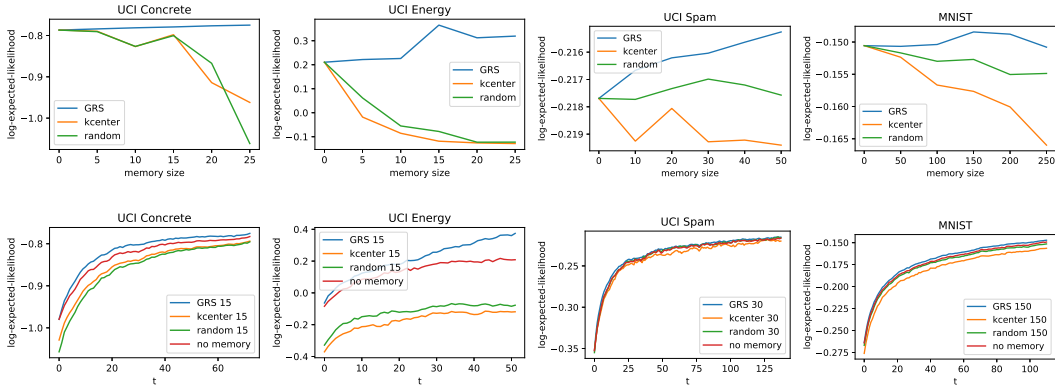 UCI Concrete
log-expected-likelihood
−0.8
−0.9
−1.0
GRS
kcenter
random
0 5 10 15 20 25
memory size
UCI Energy
log-expected-likelihood
0.3
0.2
0.1
0.0
−0.1
GRS
kcenter
random
0 5 10 15 20 25
memory size
UCI Spam
log-expected-likelihood
−0.216
−0.217
−0.218
−0.219
GRS
kcenter
random
0 10 20 30 40 50
memory size
MNIST
log-expected-likelihood
−0.150
−0.155
−0.160
−0.165
GRS
kcenter
random
0 50 100 150 200 250
memory size
UCI Concrete
log-expected-likelihood
−0.8
−0.9
−1.0
GRS 15
kcenter 15
random 15
no memory
0 20 40 60
t
UCI Energy
log-expected-likelihood
0.4
0.2
0.0
−0.2
−0.4
GRS 15
kcenter 15
random 15
no memory
0 10 20 30 40 50
t
UCI Spam
log-expected-likelihood
−0.25
−0.30
−0.35
GRS 30
kcenter 30
random 30
no memory
0 25 50 75 100 125
t
MNIST
log-expected-likelihood
−0.150
−0.175
−0.200
−0.225
−0.250
−0.275
GRS 150
kcenter 150
random 150
no memory
0 20 40 60 80 100
t